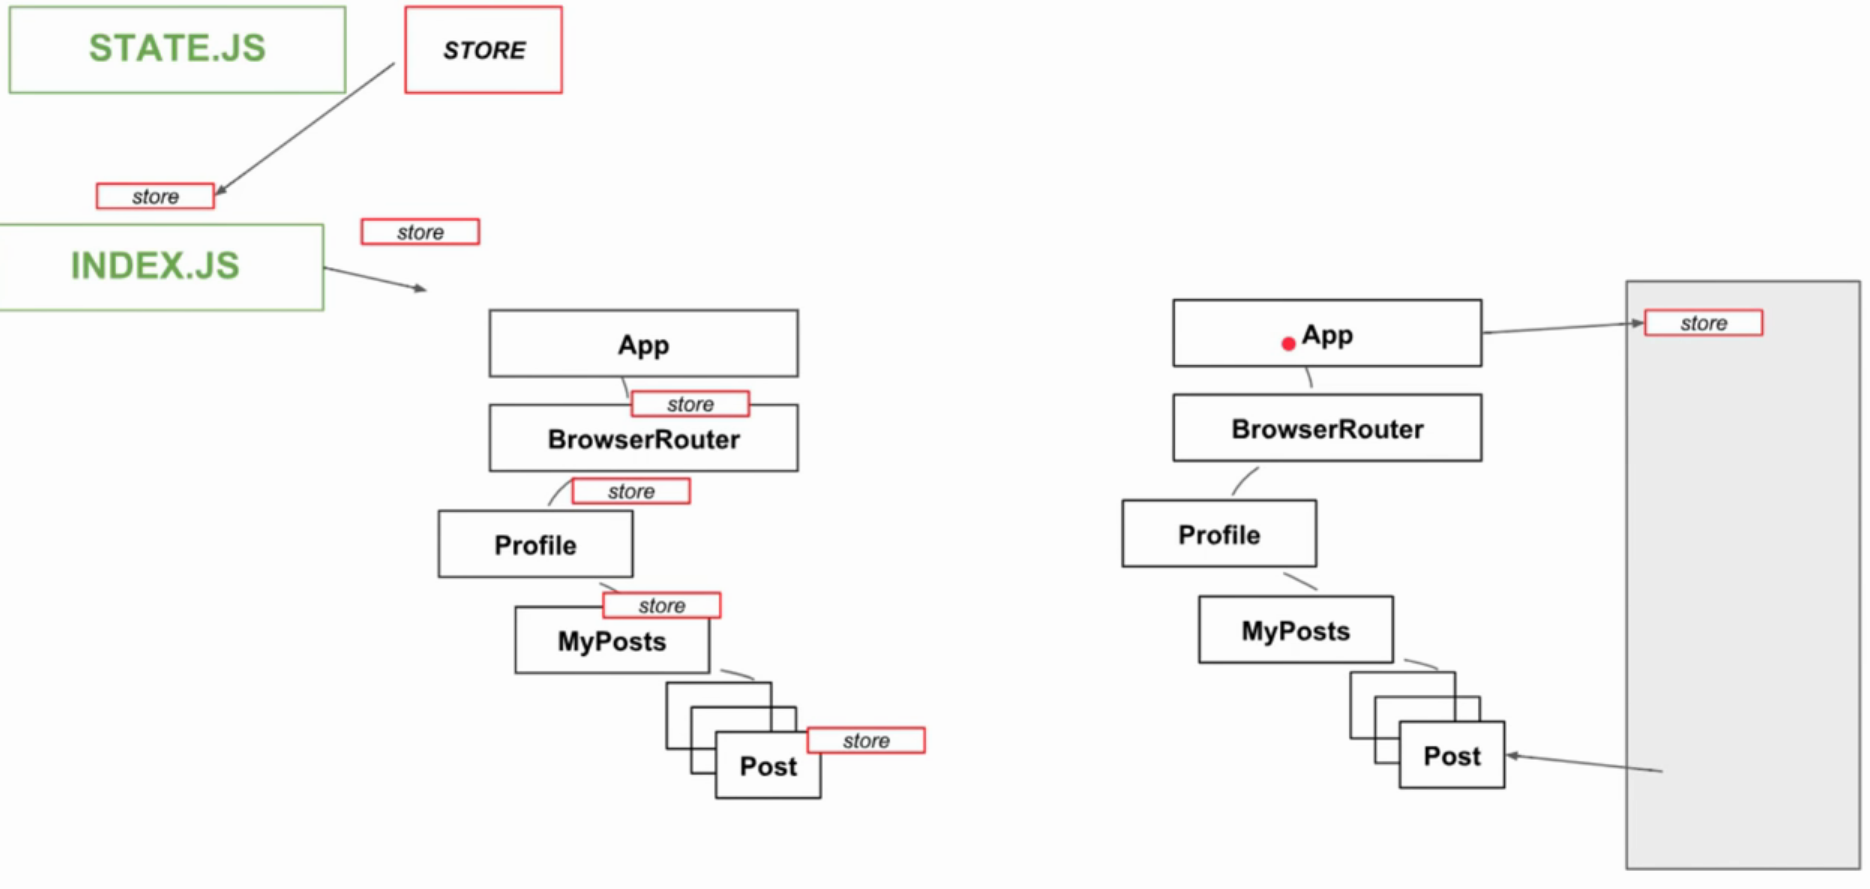 STATE.JS
STORE
store
store
INDEX.JS
App
store
BrowserRouter
store
Profile
store
MyPosts
store
Post
App
store
BrowserRouter
Profile
MyPosts
Post